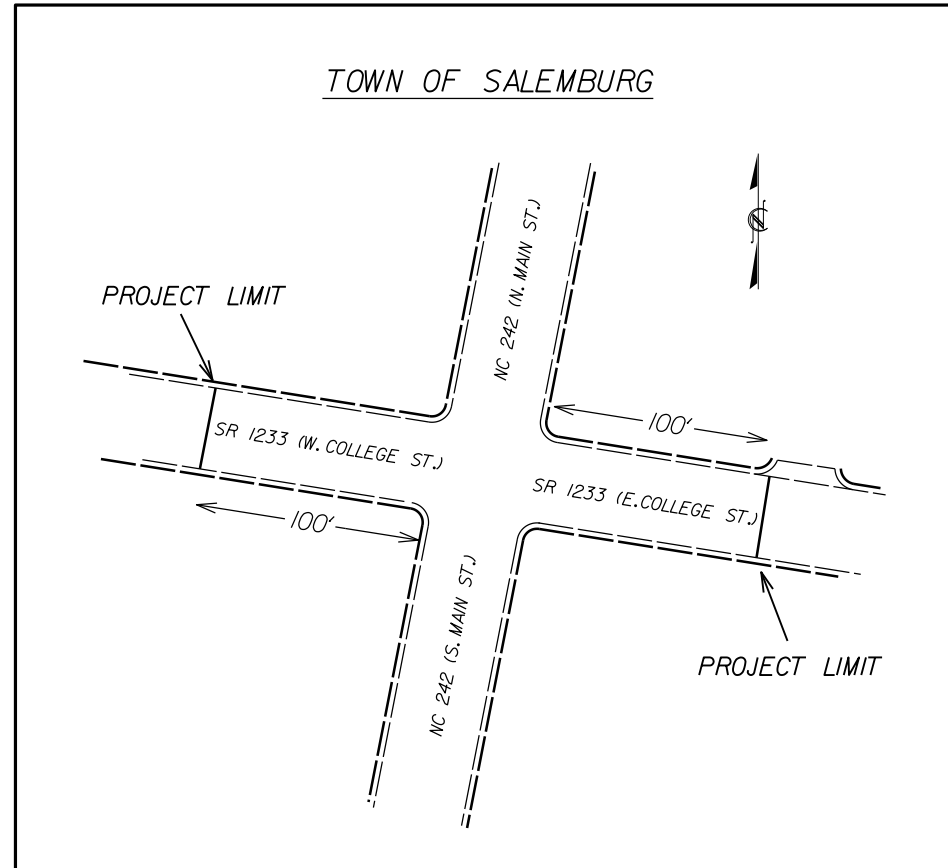 TOWN OF SALEMBURG
NC 242 (N. MAIN ST.)
PROJECT LIMIT
100'
SR 1233 (W. COLLEGE ST.)
SR 1233 (E.COLLEGE ST.)
100'
NC 242 (S. MAIN ST.)
PROJECT LIMIT